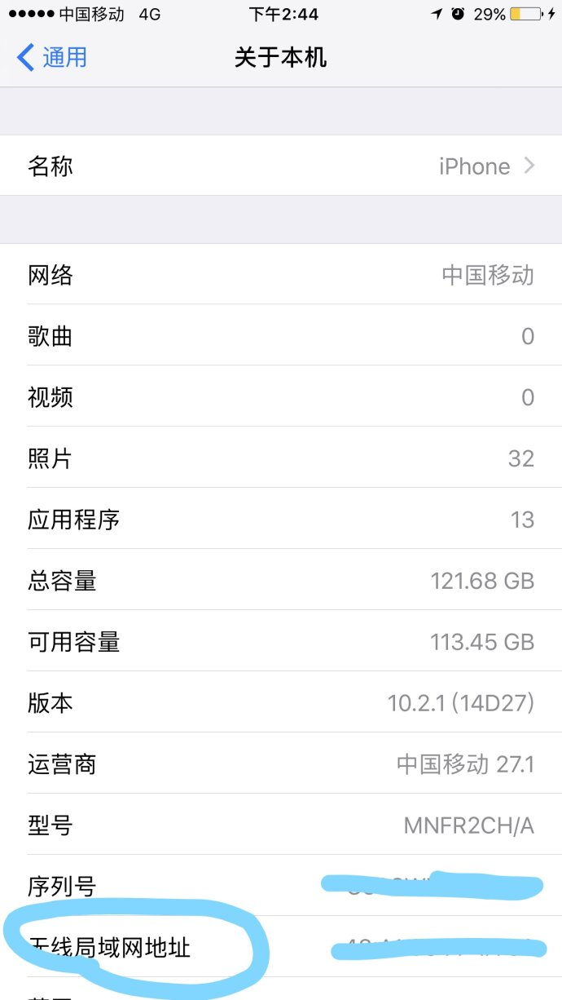 中国移动 4G 下午2:44 29%
通用 关于本机
名称 iPhone
网络 中国移动
歌曲 0
视频 0
照片 32
应用程序 13
总容量 121.68 GB
可用容量 113.45 GB
版本 10.2.1 (14D27)
运营商 中国移动 27.1
型号 MNFR2CH/A
序列号
无线局域网地址